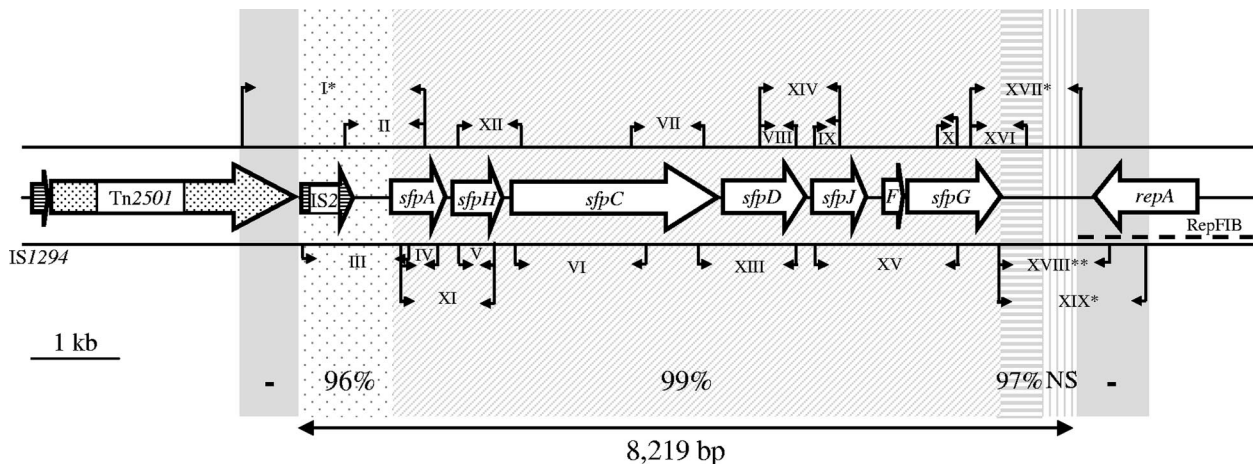 I*
XIV
XVII*
II
XII
VII
VIII
IX
X
XVI
Tn2501
IS2
sfpA
sfpH
sfpC
sfpD
sfpJ
F
sfpG
repA
RepFIB
IS1294
III
IV
V
VI
XIII
XV
XVIII**
XI
XIX*
1 kb
- 96% 99% 97% NS -
8,219 bp